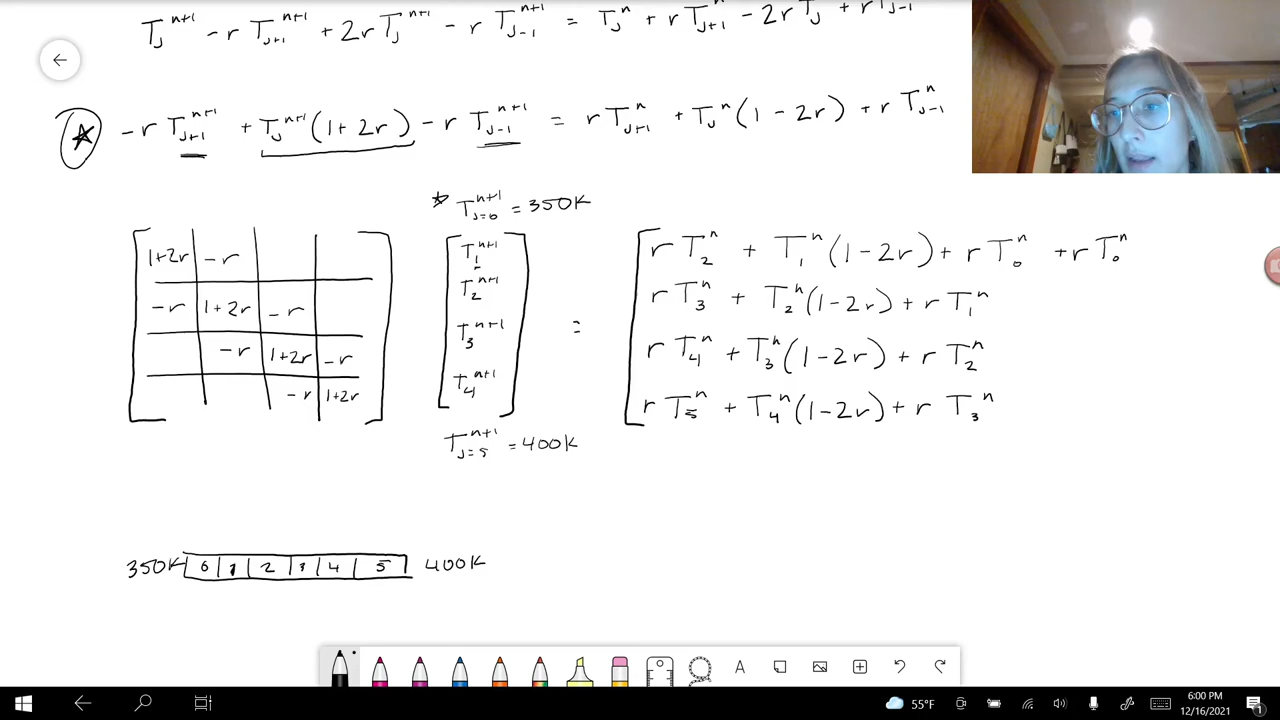 T_j^{n+1} - r T_{j+1}^{n+1} + 2r T_j^{n+1} - r T_{j-1}^{n+1} = T_j^n + r T_{j+1}^n - 2r T_j + r T_{j-1}
★ -r T_{j+1}^{n+1} + T_j^{n+1} (1+2r) - r T_{j-1}^{n+1} = r T_{j+1}^n + T_j^n (1-2r) + r T_{j-1}^n
* T_{j=0}^{n+1} = 350K
1+2r -r
-r 1+2r -r
-r 1+2r -r
-r 1+2r
T_1^{n+1}
T_2^{n+1}
T_3^{n+1}
T_4^{n+1}
=
r T_2^n + T_1^n (1-2r) + r T_0^n + r T_0^n
r T_3^n + T_2^n (1-2r) + r T_1^n
r T_4^n + T_3^n (1-2r) + r T_2^n
r T_5^n + T_4^n (1-2r) + r T_3^n
T_{j=5}^{n+1} = 400K
350K 0 1 2 3 4 5 400K
A
55°F
6:00 PM
12/16/2021
1